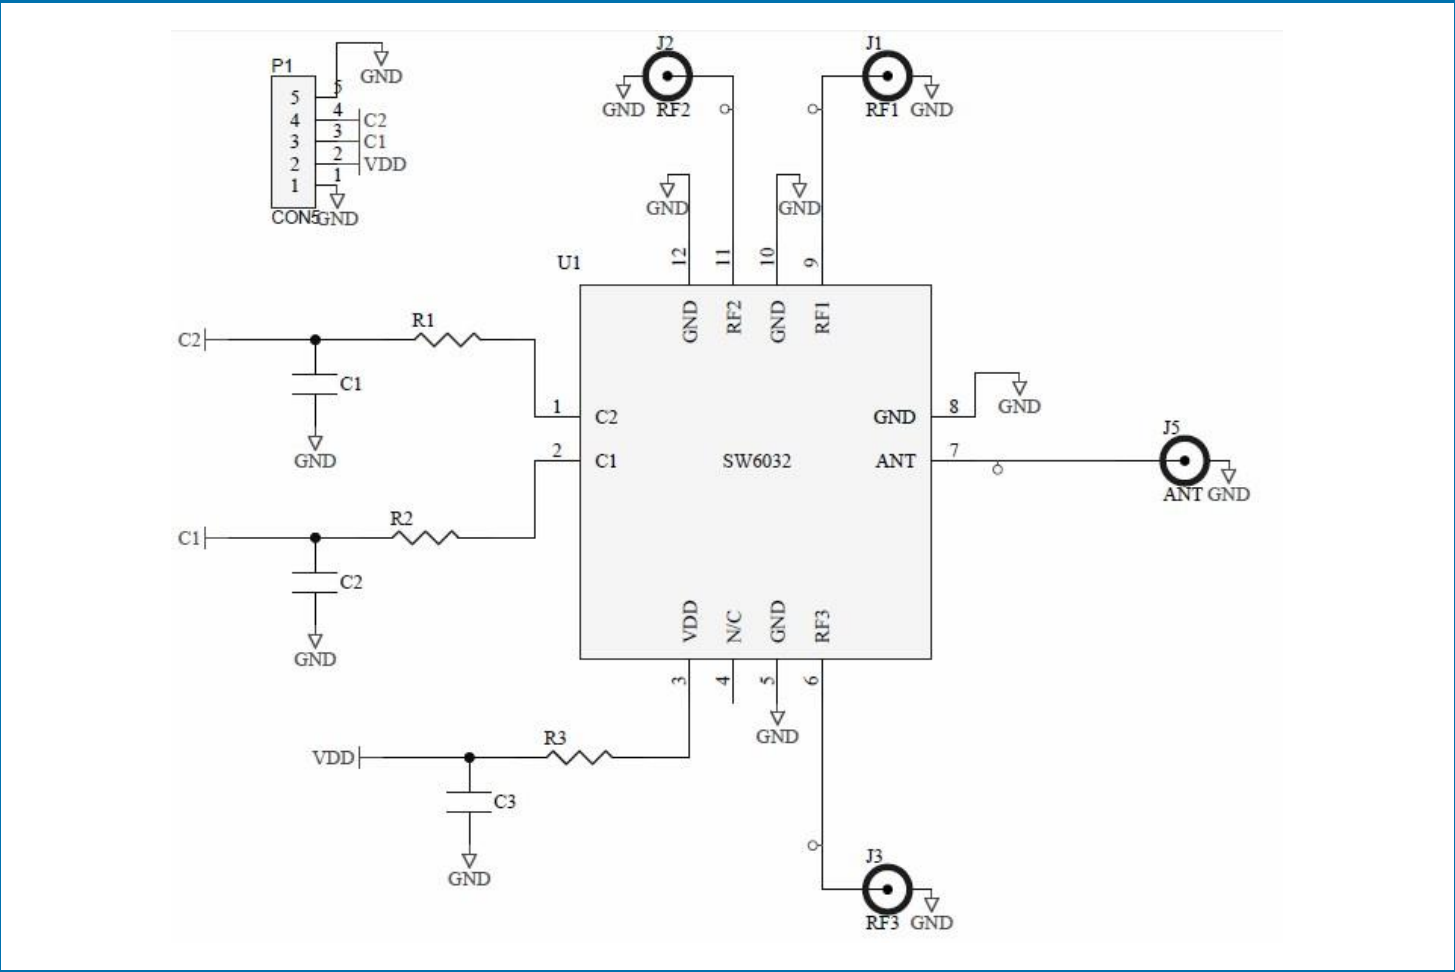 J2
J1
P1
GND
5
5
4
4
C2
3
3
C1
2
2
VDD
1
1
CON5
GND
GND
RF2
RF1
GND
GND
GND
U1
12
11
10
9
GND
RF2
GND
RF1
C2
R1
C1
GND
1
C2
2
C1
SW6032
GND
8
GND
ANT
7
J5
ANT
GND
C1
R2
C2
GND
VDD
N/C
GND
RF3
3
4
5
6
GND
VDD
R3
C3
GND
J3
RF3
GND